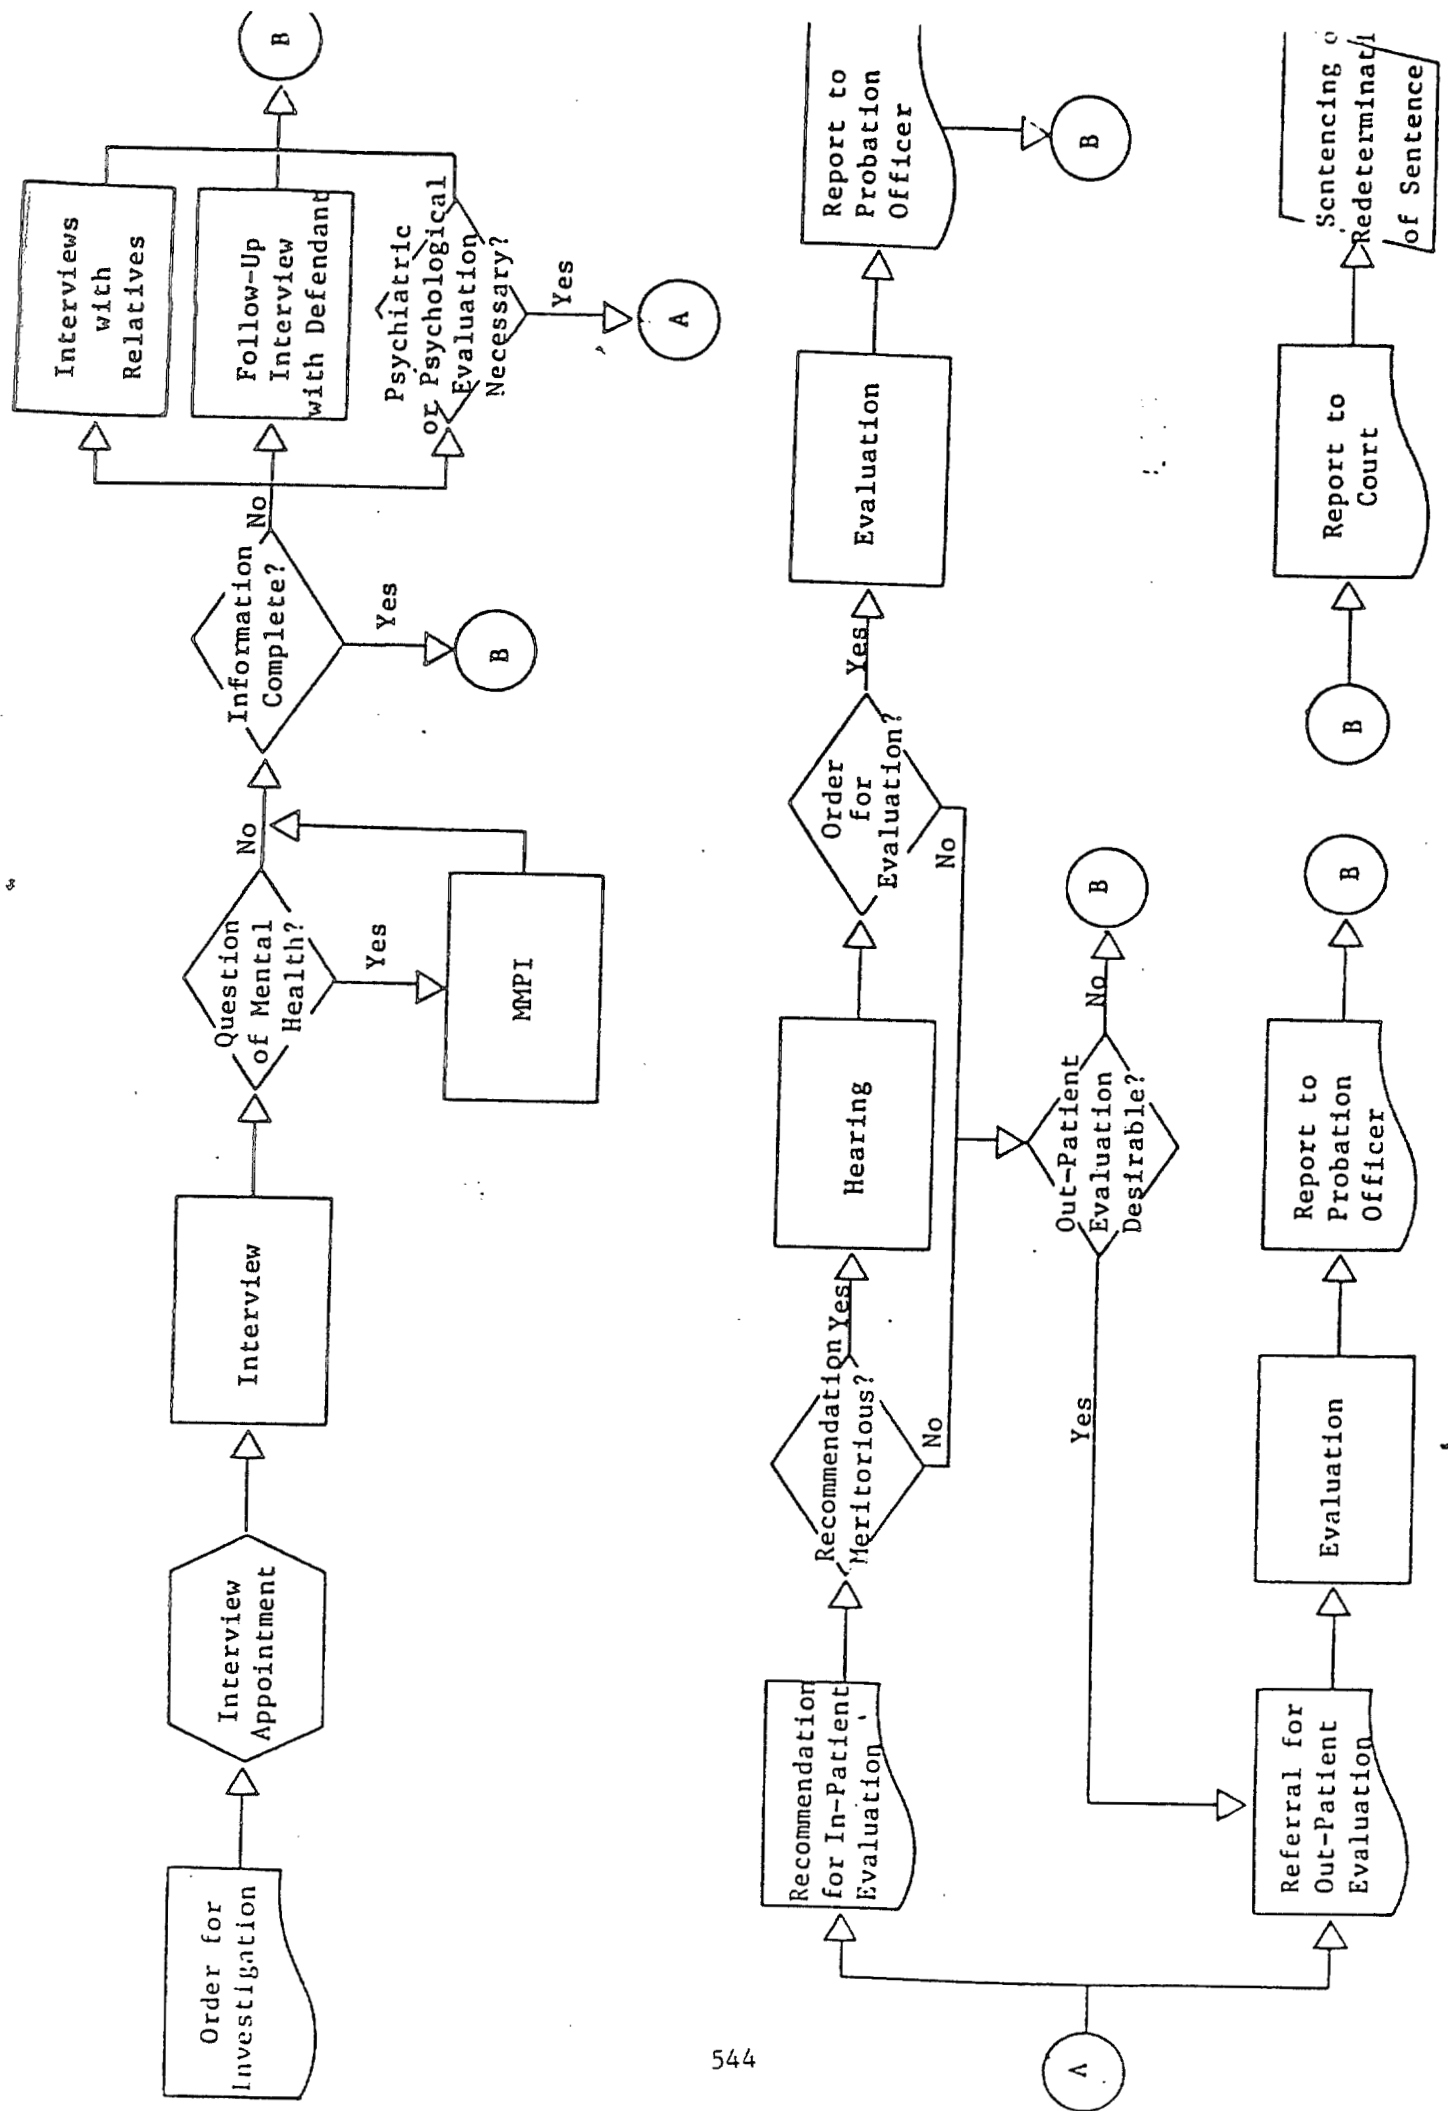 Order for
Investigation
Interview
Appointment
Interview
Question
of Mental
Health?
Yes
MMPI
No
Information
Complete?
Yes
B
No
Interviews
with
Relatives
Follow-Up
Interview
with Defendant
Psychiatric
or Psychological
Evaluation
Necessary?
Yes
A
B
A
Recommendation
for In-Patient
Evaluation
Recommendation
Meritorious?
Yes
No
Hearing
Order
for
Evaluation?
Yes
No
Evaluation
Report to
Probation
Officer
B
Out-Patient
Evaluation
Desirable?
Yes
No
B
Referral for
Out-Patient
Evaluation
Evaluation
Report to
Probation
Officer
B
B
Report to
Court
Sentencing o
Redeterminati
of Sentence
544